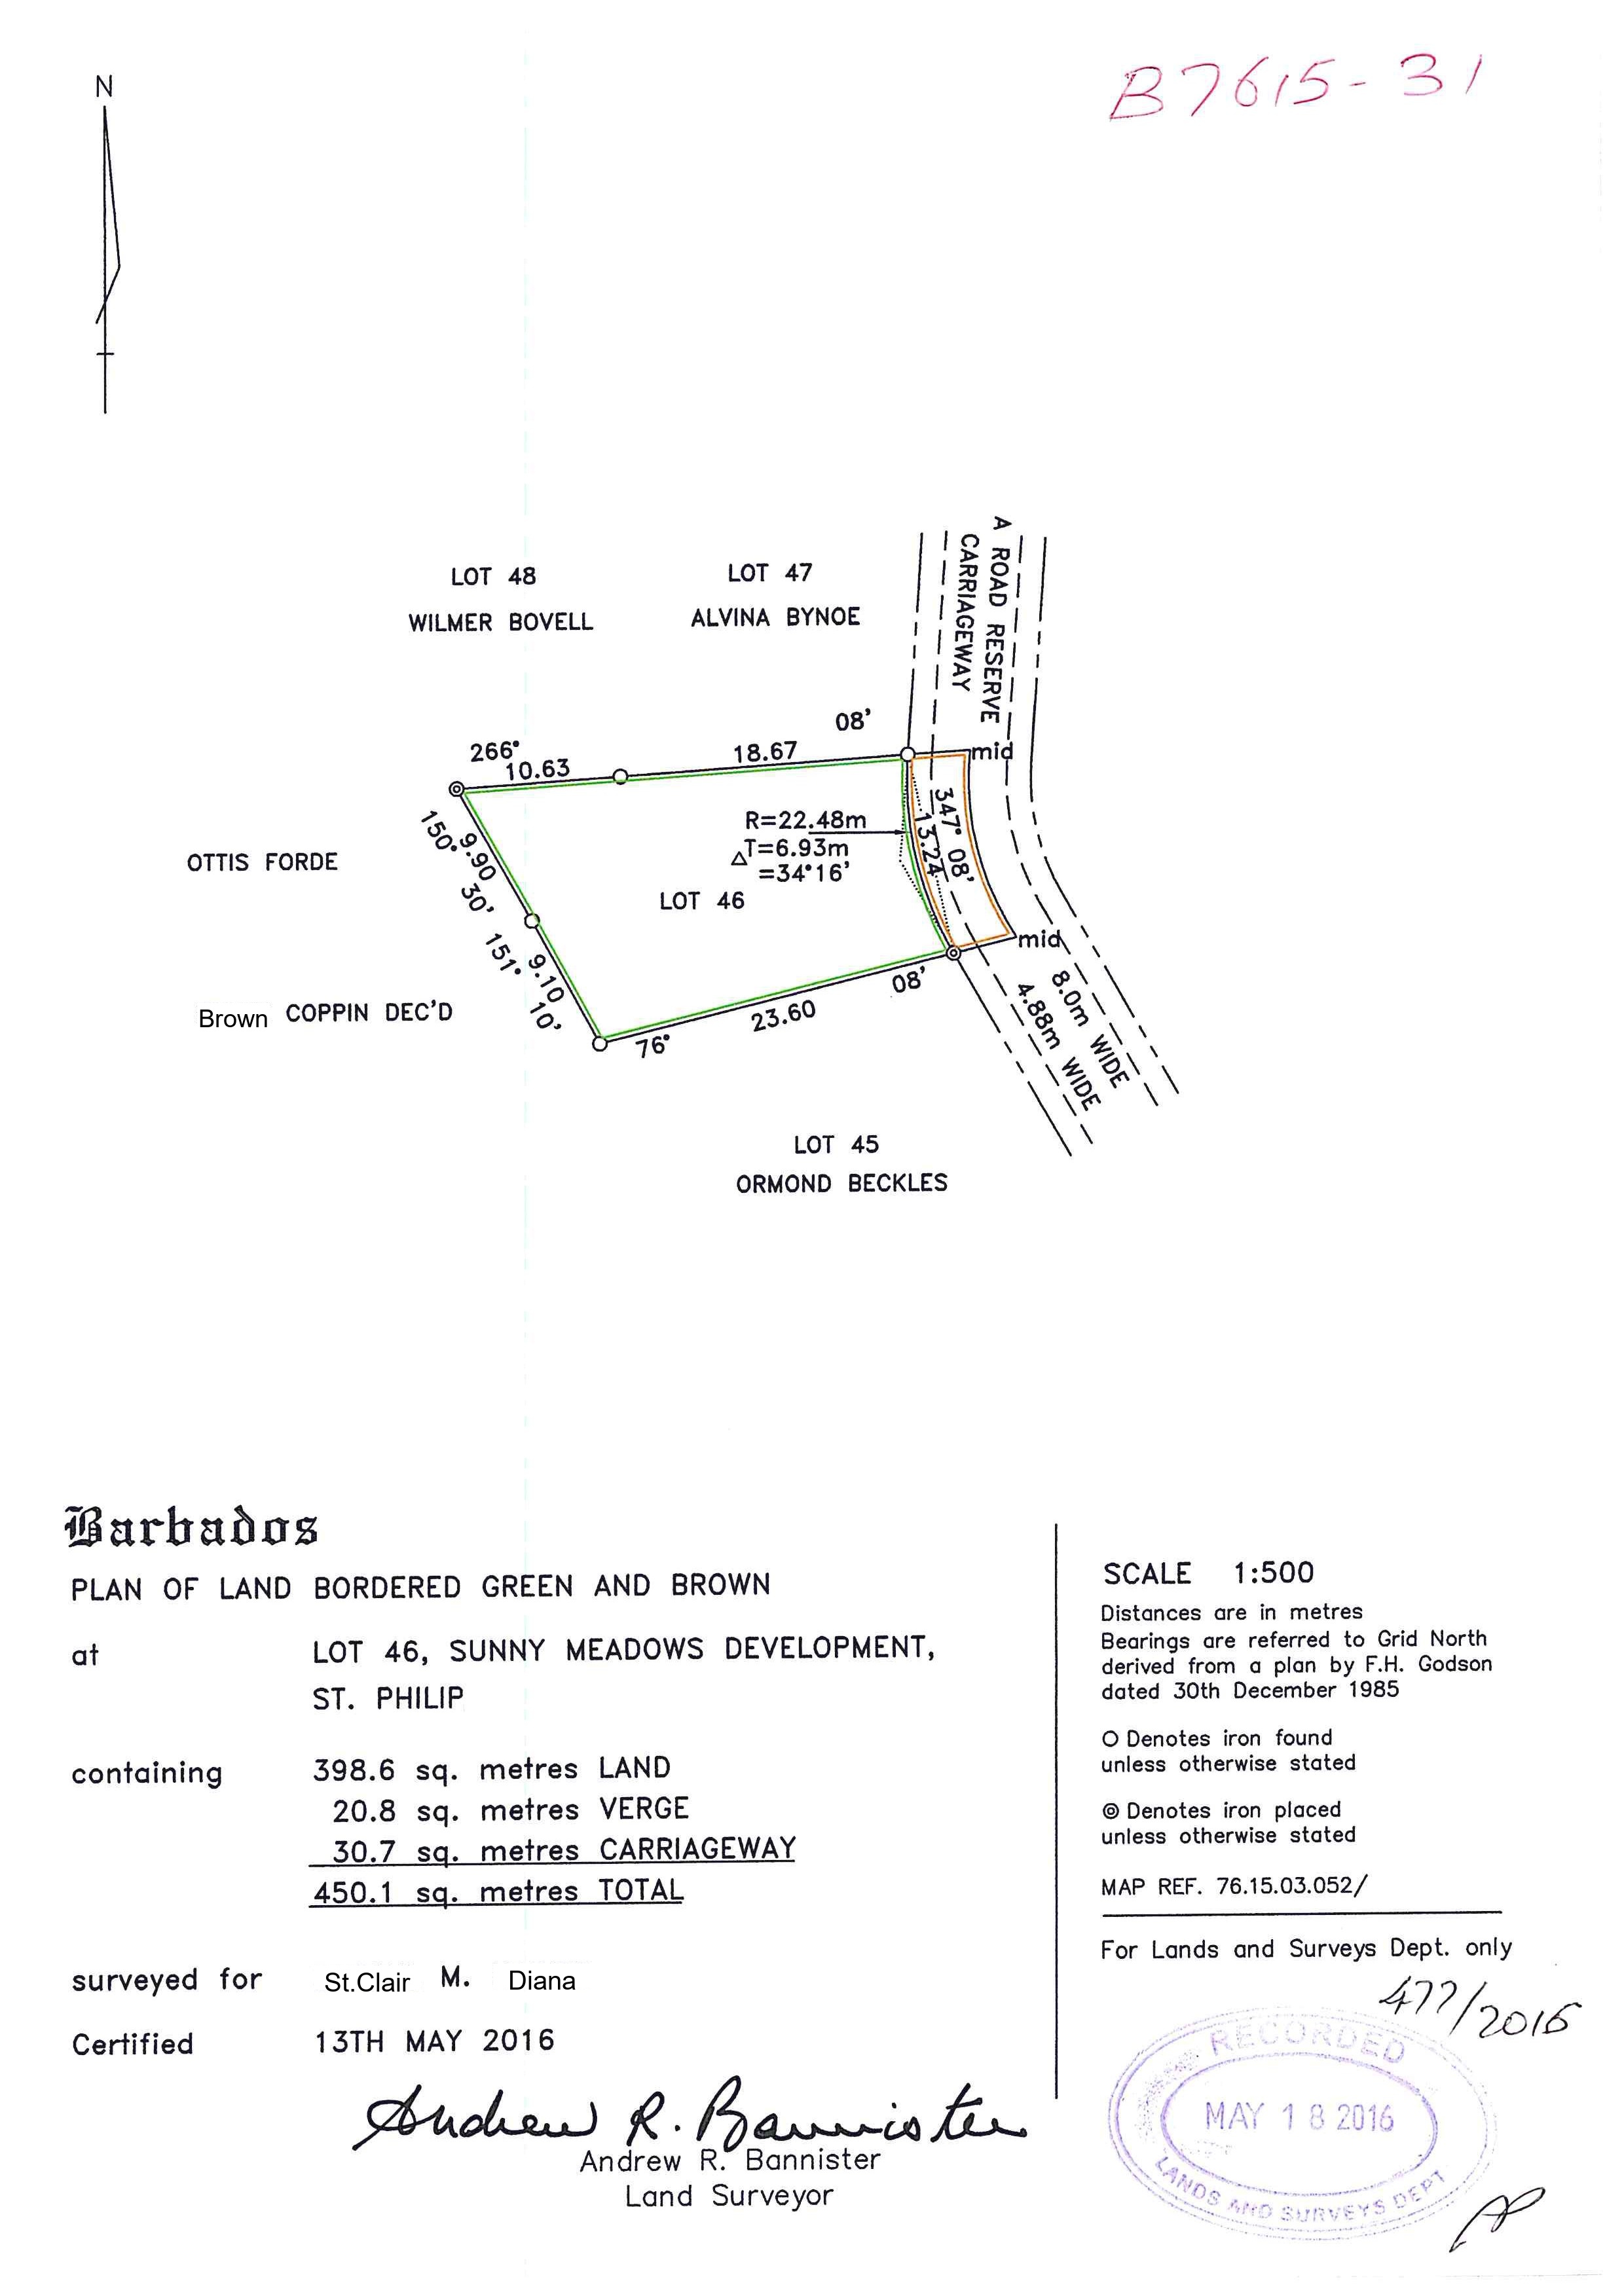 N
B7615-31
A ROAD RESERVE
CARRIAGEWAY
LOT 48
WILMER BOVELL
LOT 47
ALVINA BYNOE
08'
266°
10.63
18.67
mid
150°
9.90
30'
R=22.48m
T=6.93m
△=34°16'
347° 08'
13.24
OTTIS FORDE
LOT 46
151°
9.10
10'
mid
08'
23.60
76°
8.0m WIDE
4.88m WIDE
Brown COPPIN DEC'D
LOT 45
ORMOND BECKLES
Barbados
PLAN OF LAND BORDERED GREEN AND BROWN
at LOT 46, SUNNY MEADOWS DEVELOPMENT,
ST. PHILIP
containing 398.6 sq. metres LAND
20.8 sq. metres VERGE
30.7 sq. metres CARRIAGEWAY
450.1 sq. metres TOTAL
surveyed for St.Clair M. Diana
Certified 13TH MAY 2016
Andrew R. Bannister
Andrew R. Bannister
Land Surveyor
SCALE 1:500
Distances are in metres
Bearings are referred to Grid North
derived from a plan by F.H. Godson
dated 30th December 1985
O Denotes iron found
unless otherwise stated
◎ Denotes iron placed
unless otherwise stated
MAP REF. 76.15.03.052/
For Lands and Surveys Dept. only
477/2016
RECORDED
MAY 18 2016
LANDS AND SURVEYS DEPT